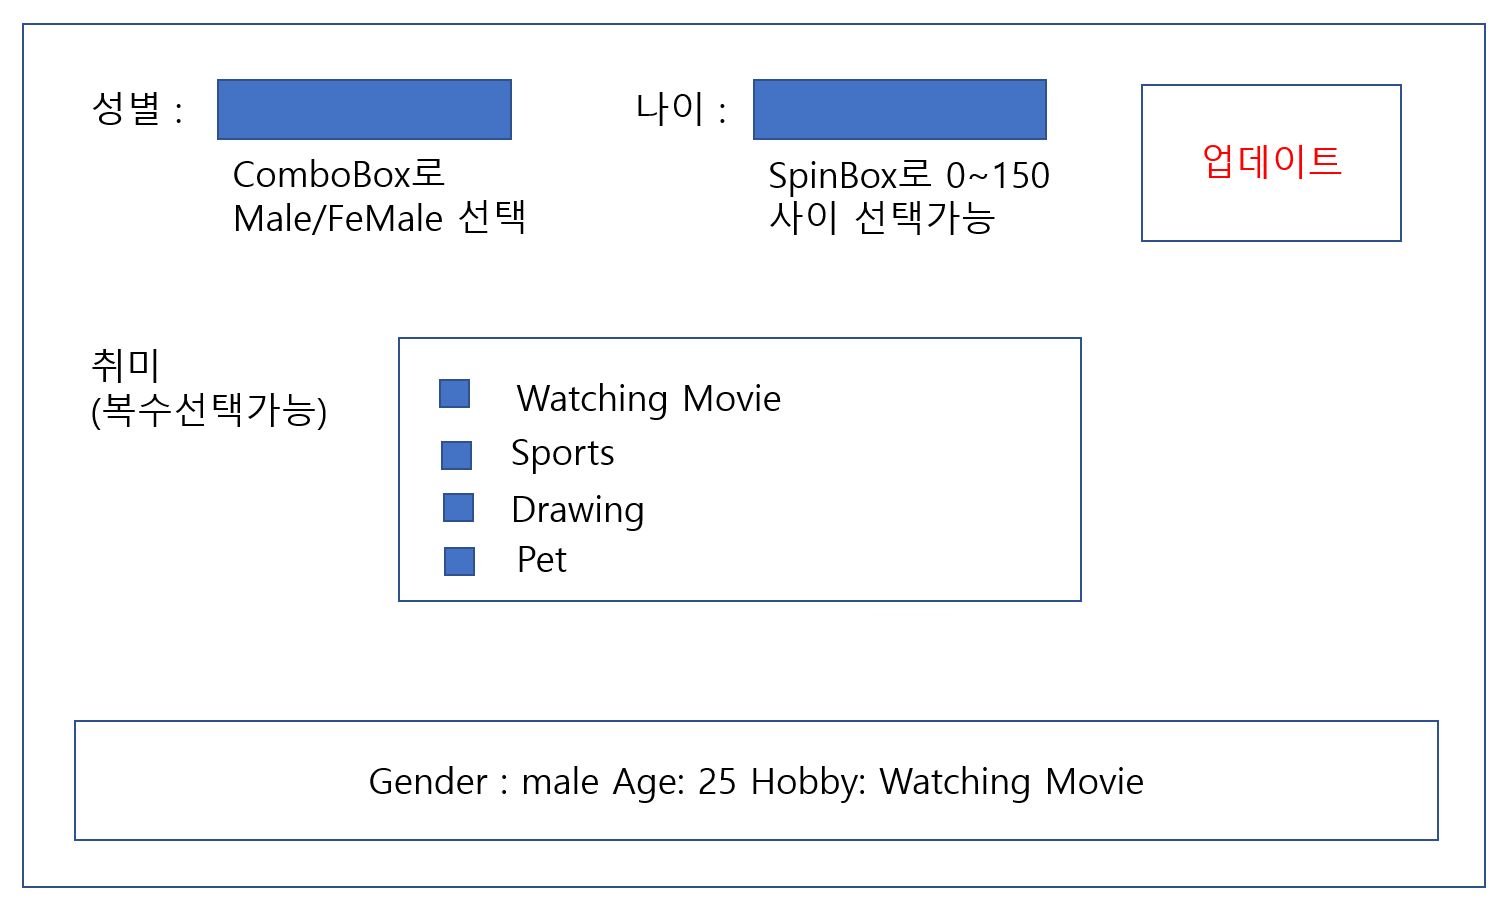 성별 :
나이 :
업데이트
ComboBox로
Male/FeMale 선택
SpinBox로 0~150
사이 선택가능
취미
(복수선택가능)
Watching Movie
Sports
Drawing
Pet
Gender : male Age: 25 Hobby: Watching Movie